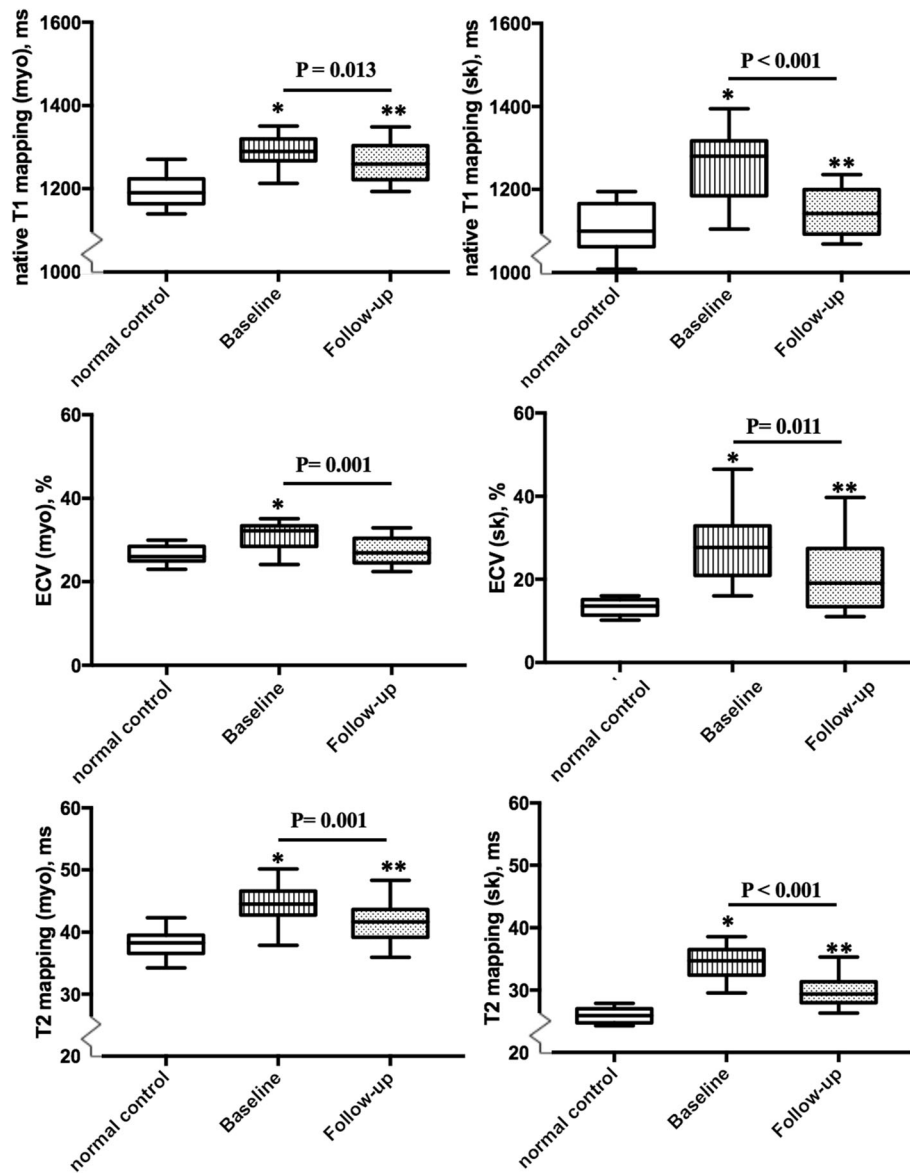 native T1 mapping (myo), ms
1600
1400
1200
1000
P = 0.013
*
**
normal control
Baseline
Follow-up
native T1 mapping (sk), ms
1600
1400
1200
1000
P < 0.001
*
**
normal control
Baseline
Follow-up
ECV (myo), %
60
40
20
0
P= 0.001
*
normal control
Baseline
Follow-up
ECV (sk), %
60
40
20
0
P= 0.011
*
**
normal control
Baseline
Follow-up
T2 mapping (myo), ms
60
50
40
30
20
P= 0.001
*
**
normal control
Baseline
Follow-up
T2 mapping (sk), ms
60
50
40
30
20
P < 0.001
*
**
normal control
Baseline
Follow-up